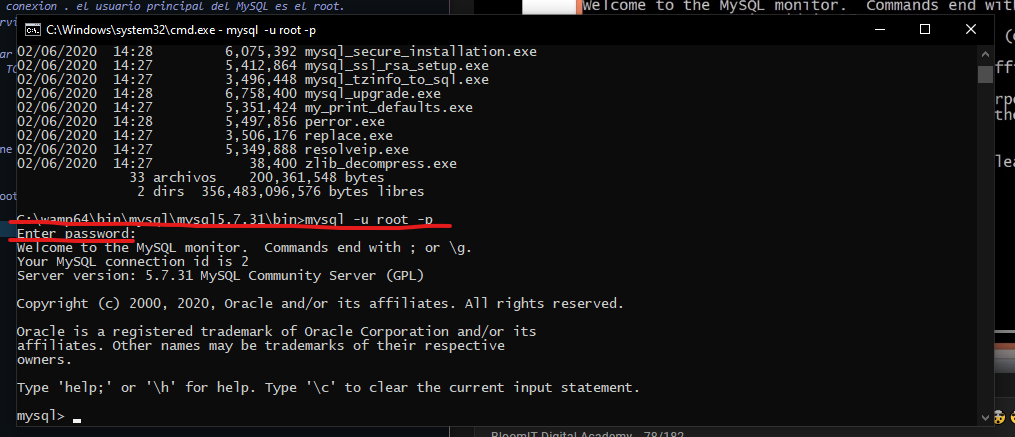 conexion . el usuario principal del MySQL es el root.
Welcome to the MySQL monitor.  Commands end with
C:\Windows\system32\cmd.exe - mysql  -u root -p
02/06/2020  14:28         6,075,392 mysql_secure_installation.exe
02/06/2020  14:27         5,412,864 mysql_ssl_rsa_setup.exe
02/06/2020  14:27         3,496,448 mysql_tzinfo_to_sql.exe
02/06/2020  14:28         6,758,400 mysql_upgrade.exe
02/06/2020  14:27         5,351,424 my_print_defaults.exe
02/06/2020  14:28         5,497,856 perror.exe
02/06/2020  14:27         3,506,176 replace.exe
02/06/2020  14:27         5,349,888 resolveip.exe
02/06/2020  14:27            38,400 zlib_decompress.exe
33 archivos    200,361,548 bytes
2 dirs  356,483,096,576 bytes libres
C:\wamp64\bin\mysql\mysql5.7.31\bin>mysql -u root -p
Enter password:
Welcome to the MySQL monitor.  Commands end with ; or \g.
Your MySQL connection id is 2
Server version: 5.7.31 MySQL Community Server (GPL)
Copyright (c) 2000, 2020, Oracle and/or its affiliates. All rights reserved.
Oracle is a registered trademark of Oracle Corporation and/or its
affiliates. Other names may be trademarks of their respective
owners.
Type 'help;' or '\h' for help. Type '\c' to clear the current input statement.
mysql>
BloomIT Digital Academy - 78/182